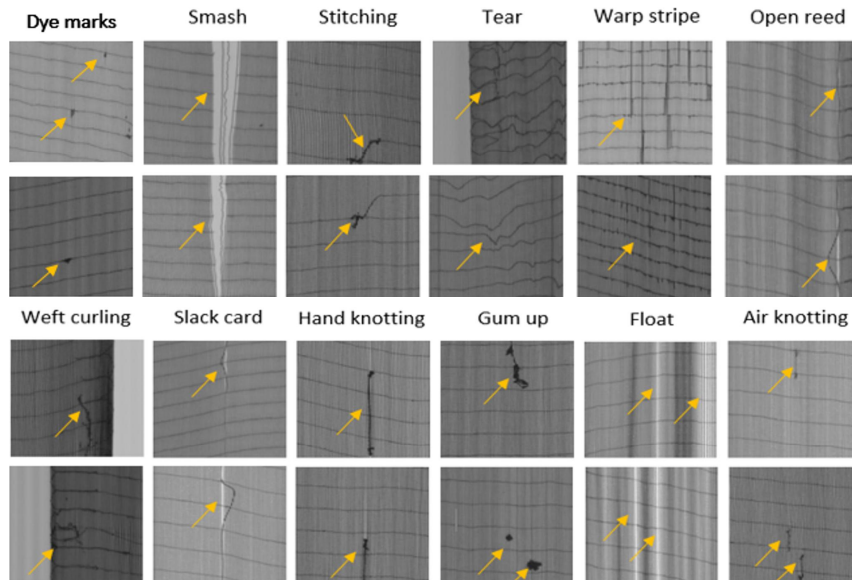 Dye marks Smash Stitching Tear Warp stripe Open reed
Weft curling Slack card Hand knotting Gum up Float Air knotting